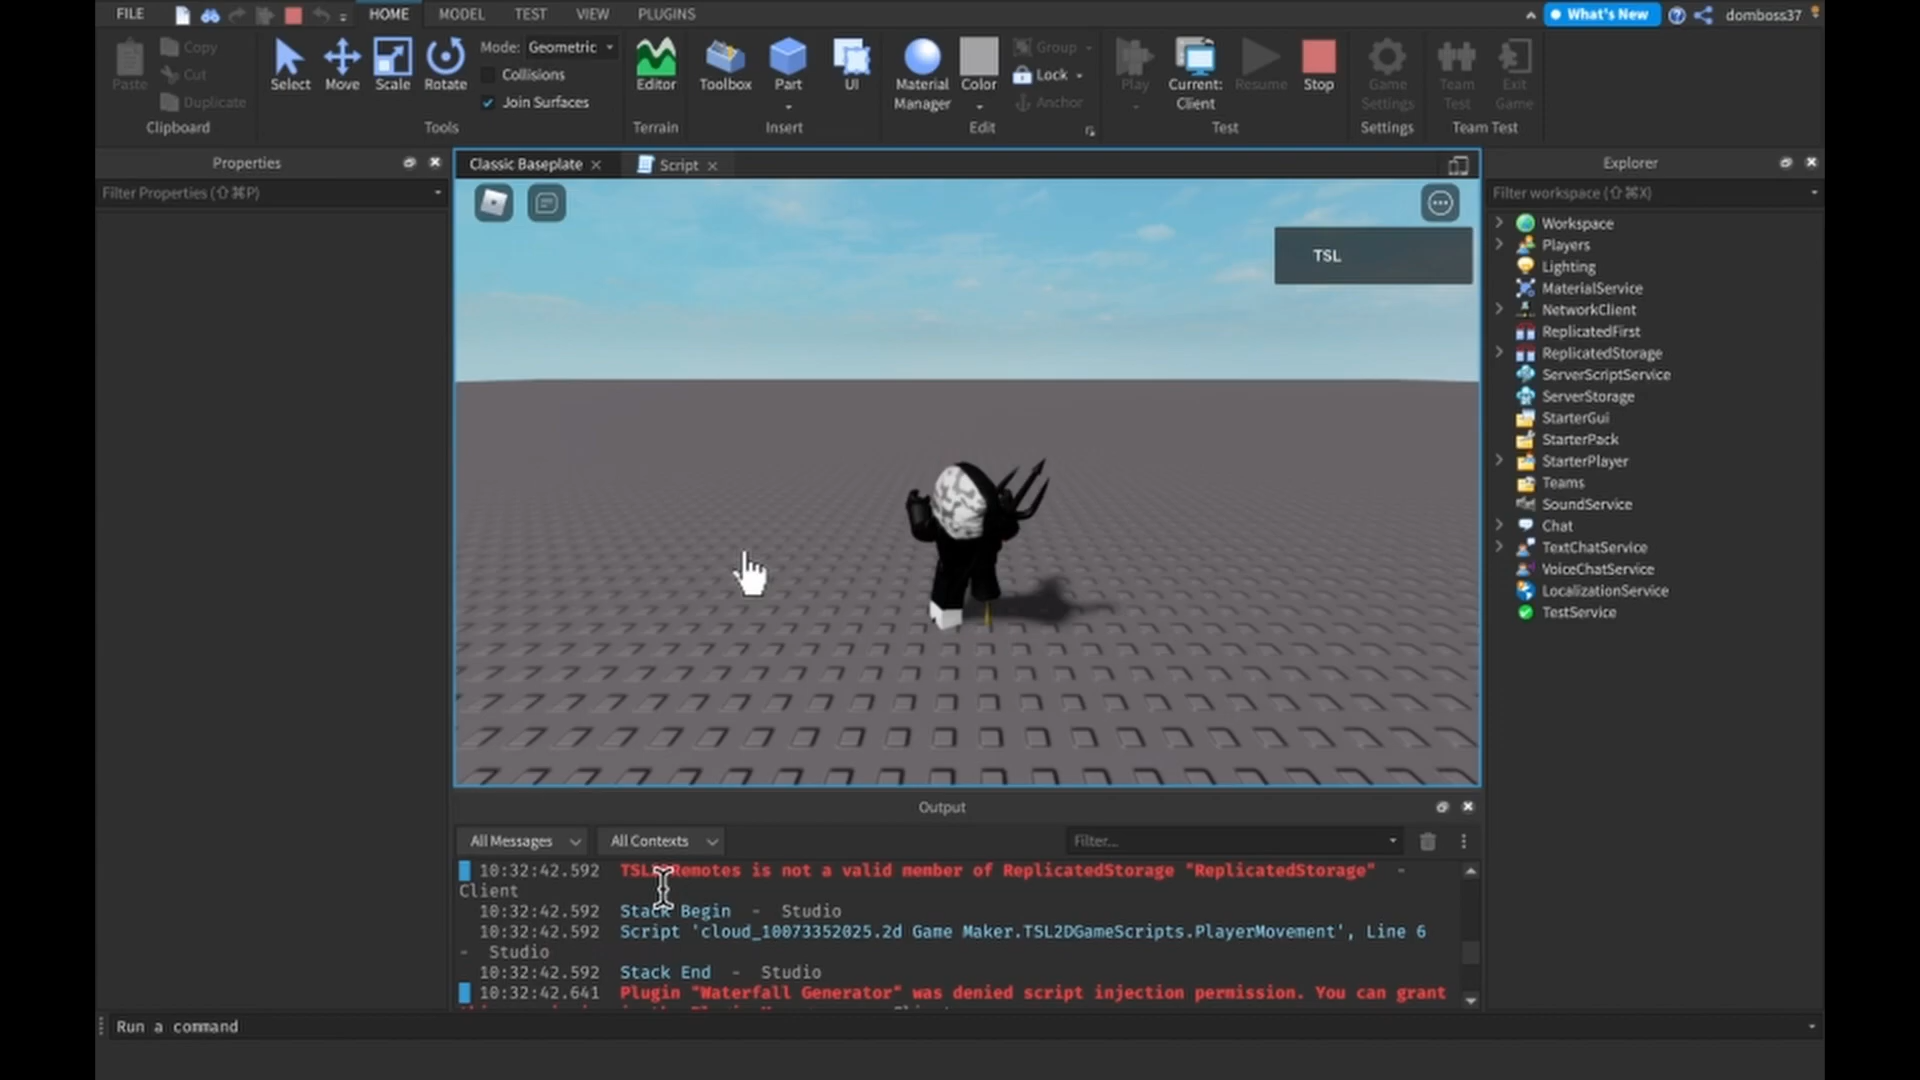 FILE HOME MODEL TEST VIEW PLUGINS What's New domboss37
Paste Copy Cut Duplicate
Clipboard
Select Move Scale Rotate
Mode: Geometric
Collisions
Join Surfaces
Tools
Editor
Terrain
Toolbox Part UI
Insert
Material Manager Color
Group
Lock
Anchor
Edit
Play Current: Client Resume Stop
Test
Game Settings
Settings
Team Test Exit Game
Team Test
Properties
Filter Properties (⇧⌘P)
Classic Baseplate Script
TSL
Explorer
Filter workspace (⇧⌘X)
Workspace
Players
Lighting
MaterialService
NetworkClient
ReplicatedFirst
ReplicatedStorage
ServerScriptService
ServerStorage
StarterGui
StarterPack
StarterPlayer
Teams
SoundService
Chat
TextChatService
VoiceChatService
LocalizationService
TestService
Output
All Messages All Contexts Filter...
10:32:42.592 is not a valid member of ReplicatedStorage "ReplicatedStorage" -
Client
10:32:42.592 Stack Begin - Studio
10:32:42.592 Script 'cloud_10073352025.2d Game Maker.TSL2DGameScripts.PlayerMovement', Line 6
- Studio
10:32:42.592 Stack End - Studio
10:32:42.641 Plugin "Waterfall Generator" was denied script injection permission. You can grant
Run a command